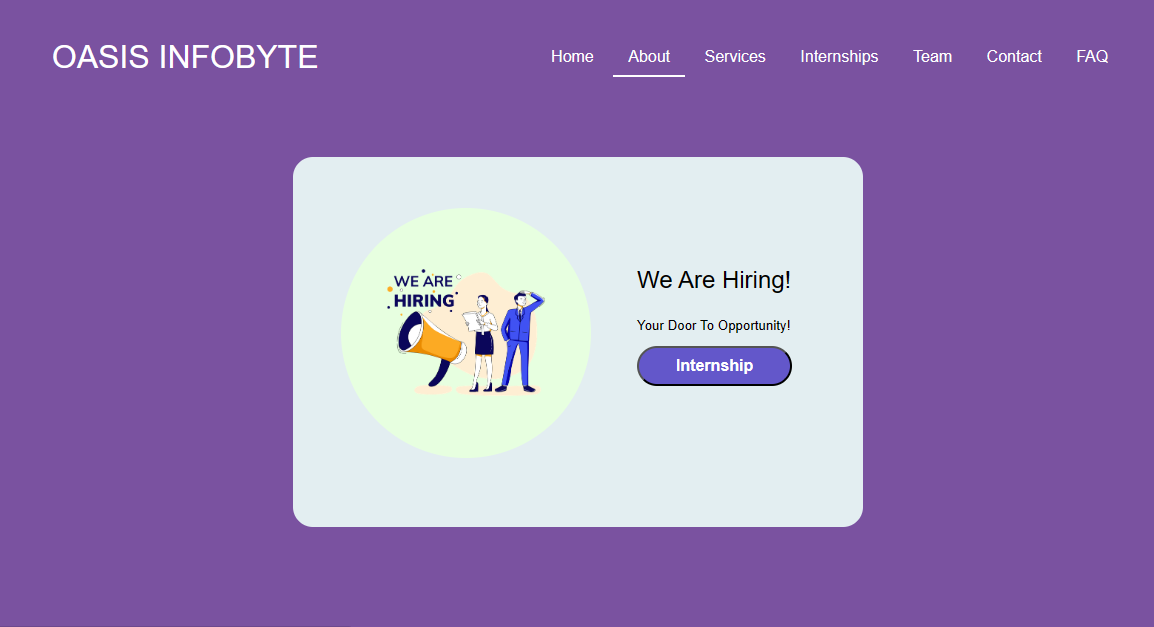 OASIS INFOBYTE
Home About Services Internships Team Contact FAQ
WE ARE
HIRING
We Are Hiring!
Your Door To Opportunity!
Internship